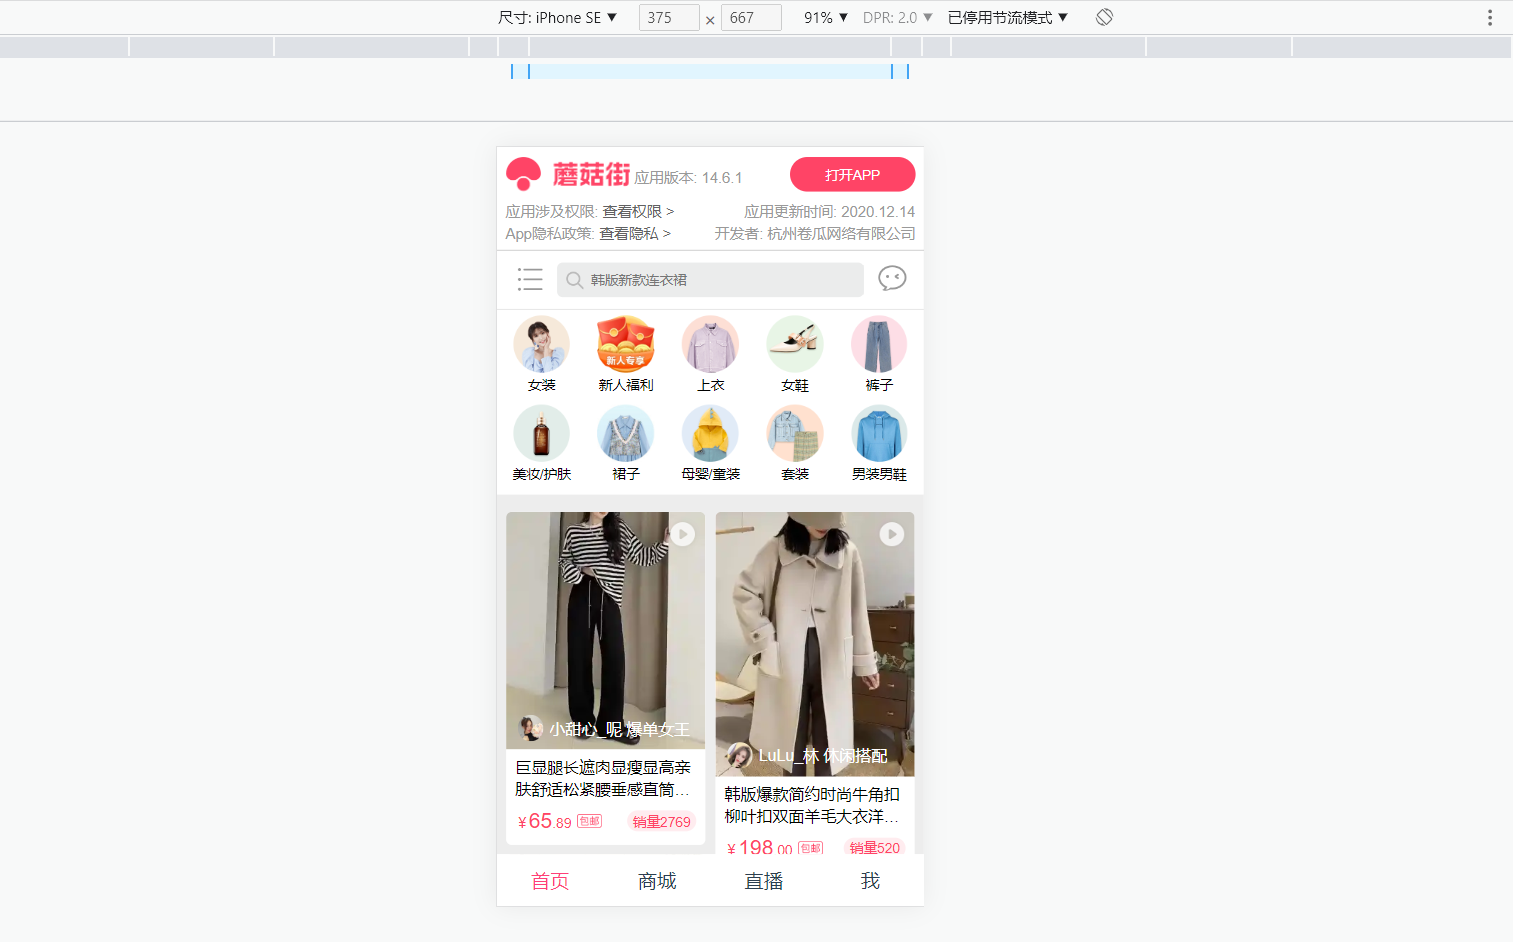 尺寸: iPhone SE ▼ 375 × 667 91% ▼ DPR: 2.0 ▼ 已停用节流模式 ▼
蘑菇街 应用版本: 14.6.1 打开APP
应用涉及权限: 查看权限 > 应用更新时间: 2020.12.14
App隐私政策: 查看隐私 > 开发者: 杭州卷瓜网络有限公司
韩版新款连衣裙
新人专享
女装 新人福利 上衣 女鞋 裤子
美妆/护肤 裙子 母婴/童装 套装 男装男鞋
小甜心_呢 爆单女王
巨显腿长遮肉显瘦显高亲
肤舒适松紧腰垂感直筒...
¥65.89 包邮 销量2769
LuLu_林 休闲搭配
韩版爆款简约时尚牛角扣
柳叶扣双面羊毛大衣洋...
¥198.00 包邮 销量520
首页 商城 直播 我